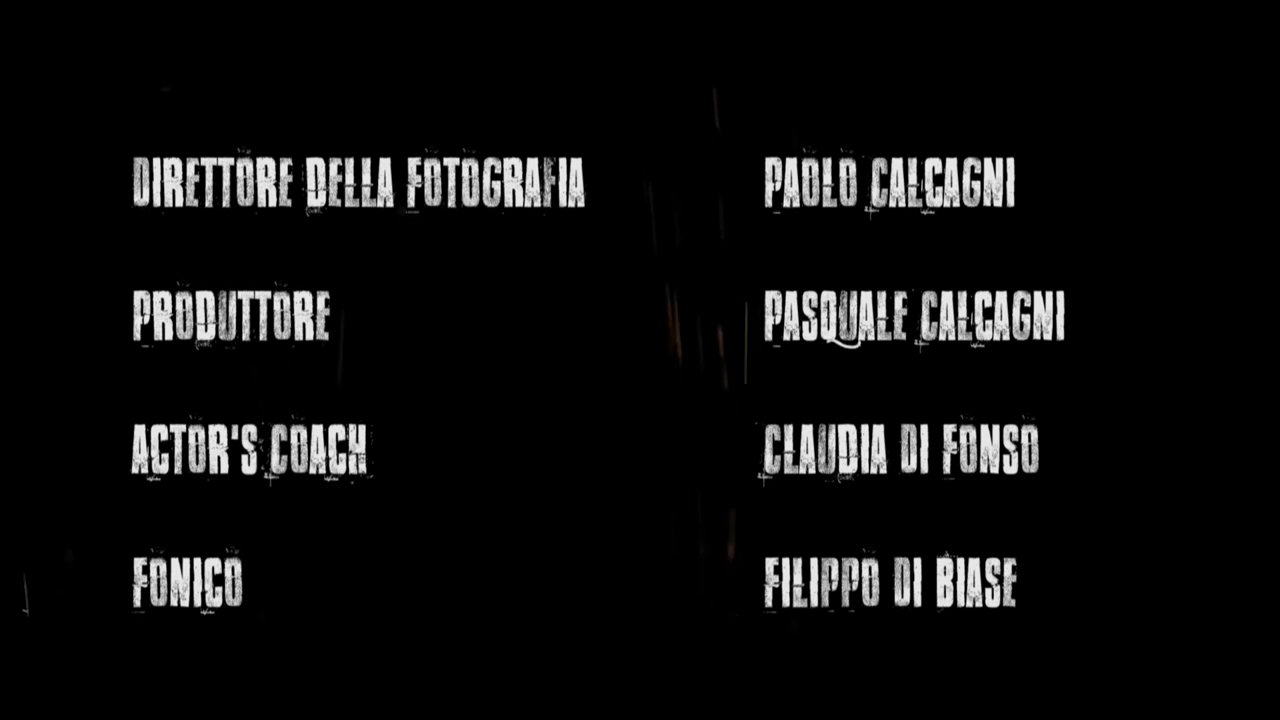 DIRETTORE DELLA FOTOGRAFIA PAOLO CALCAGNI
PRODUTTORE PASQUALE CALCAGNI
ACTOR'S COACH CLAUDIA DI FONSO
FONICO FILIPPO DI BIASE